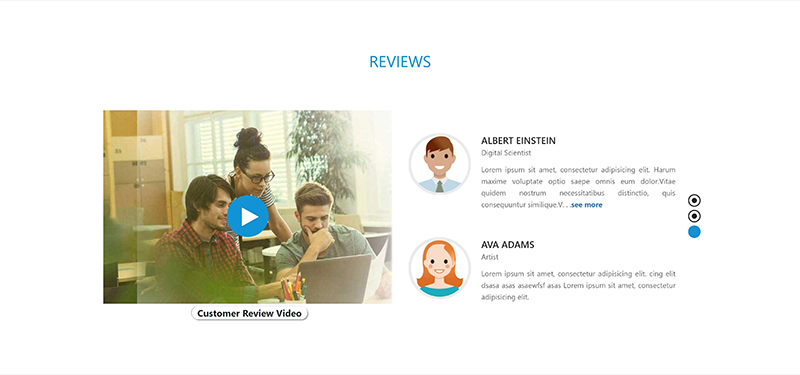 REVIEWS
ALBERT EINSTEIN
Digital Scientist
Lorem ipsum sit amet, consectetur adipisicing elit. Harum
maxime voluptate optio saepe omnis eum dolor.Vitae
quidem nostrum necessitatibus distinctio, quis
consequuntur similique.V. . .see more
AVA ADAMS
Artist
Lorem ipsum sit amet, consectetur adipisicing elit. cing elit
dsasa asas asaewfsf asas Lorem ipsum sit amet, consectetur
adipisicing elit.
Customer Review Video